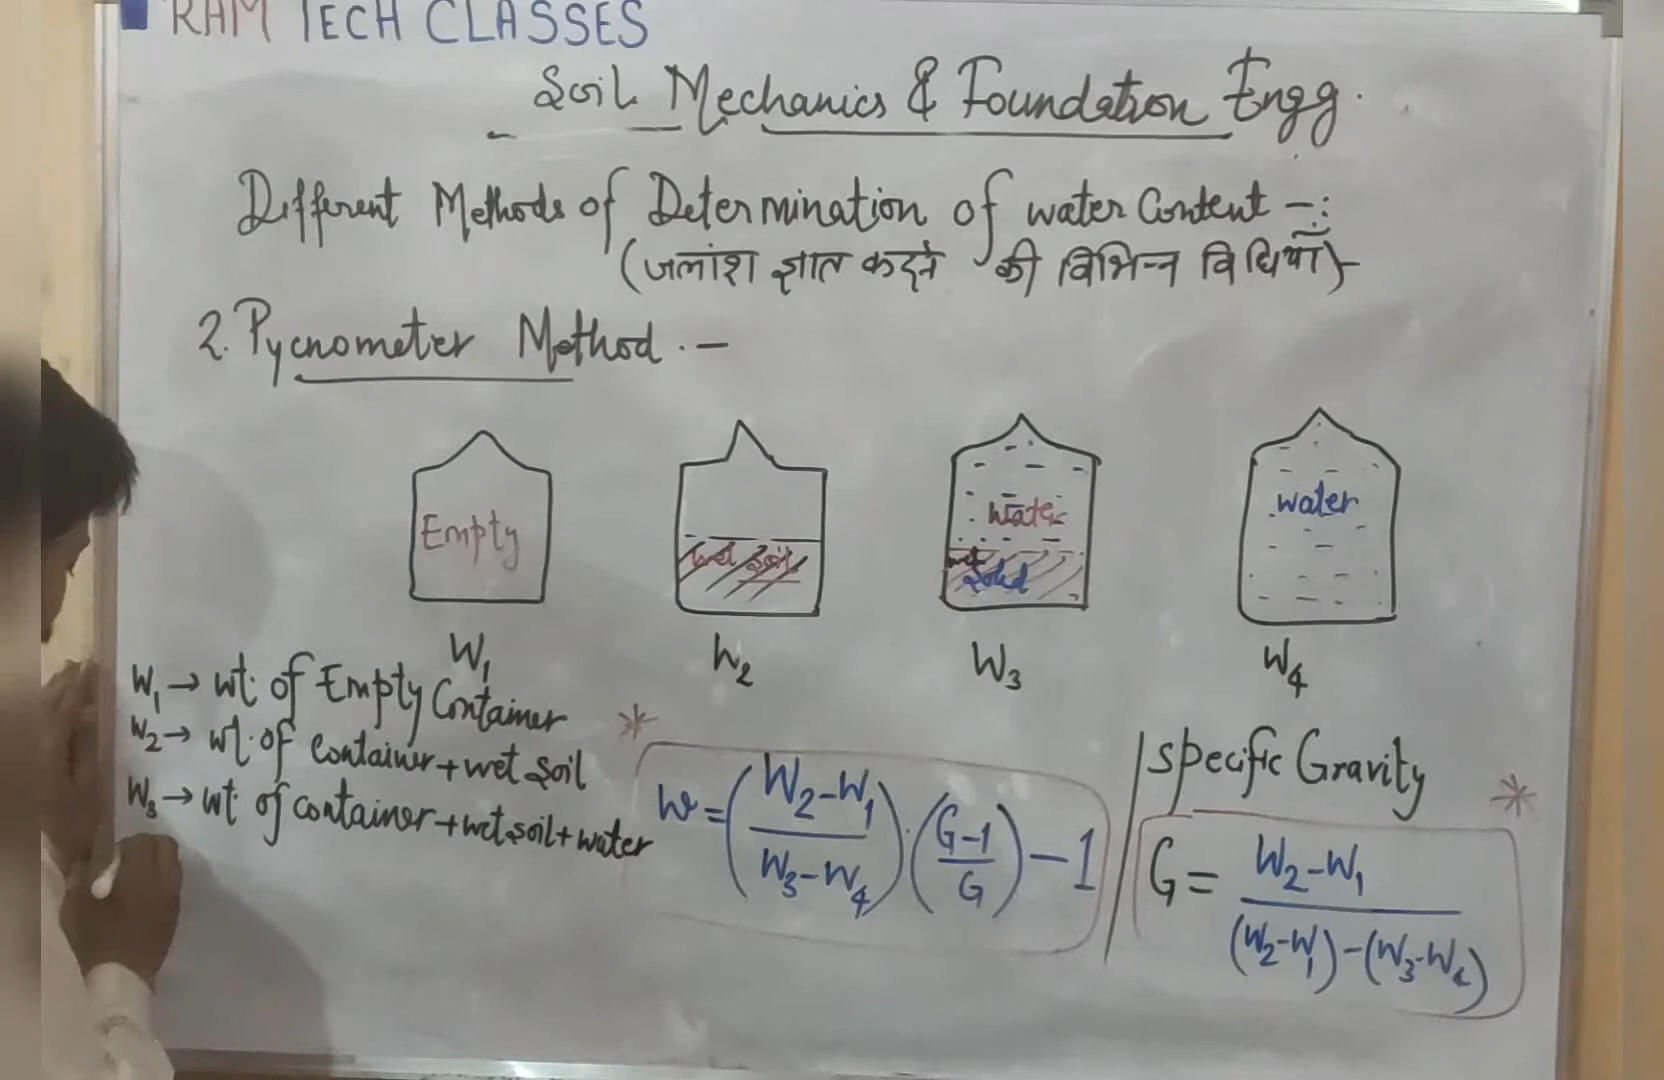 RAM TECH CLASSES
Soil Mechanics & Foundation Engg.
Different Methods of Determination of water Content -:
(जलांश ज्ञात करने की विभिन्न विधियाँ)
2. Pycnometer Method. -
Empty
wet soil
Water
wet
Solid
water
W1
W2
W3
W4
W1 → wt. of Empty Container
W2 → wt. of Container + wet soil
W3 → wt. of container + wet soil + water
w = (W2-W1 / W3-W4) . (G-1 / G) - 1
Specific Gravity
G = W2-W1 / (W2-W1) - (W3-W4)